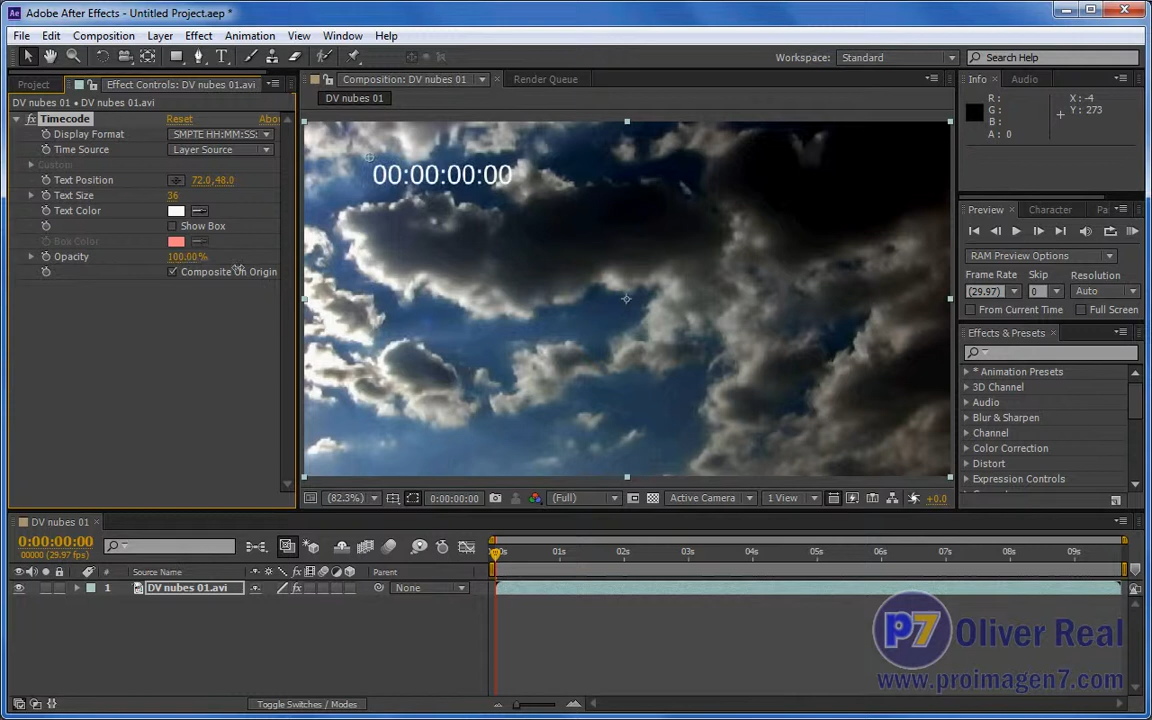 Ae Adobe After Effects - Untitled Project.aep *
File Edit Composition Layer Effect Animation View Window Help
T Workspace: Standard Search Help
Project Effect Controls: DV nubes 01.avi Composition: DV nubes 01 Render Queue Info Audio
DV nubes 01 • DV nubes 01.avi
DV nubes 01
R: X: -4
G: Y: 273
B:
A: 0
fx Timecode Reset Abo
Display Format SMPTE HH:MM:SS:
Time Source Layer Source
Custom
Text Position 72.0,48.0
Text Size 36
Text Color
Show Box
Box Color
Opacity 100.00%
Composite On Origin
00:00:00:00
Preview Character Pa
RAM Preview Options
Frame Rate Skip Resolution
(29.97) 0 Auto
From Current Time Full Screen
Effects & Presets
* Animation Presets
3D Channel
Audio
Blur & Sharpen
Channel
Color Correction
Distort
Expression Controls
(82.3%) 0:00:00:00 (Full) Active Camera 1 View +0.0
DV nubes 01
0:00:00:00
00000 (29.97 fps)
01s 02s 03s 04s 05s 06s 07s 08s 09s
# Source Name fx Parent
1 DV nubes 01.avi fx None
Toggle Switches / Modes
P7 Oliver Real
www.proimagen7.com